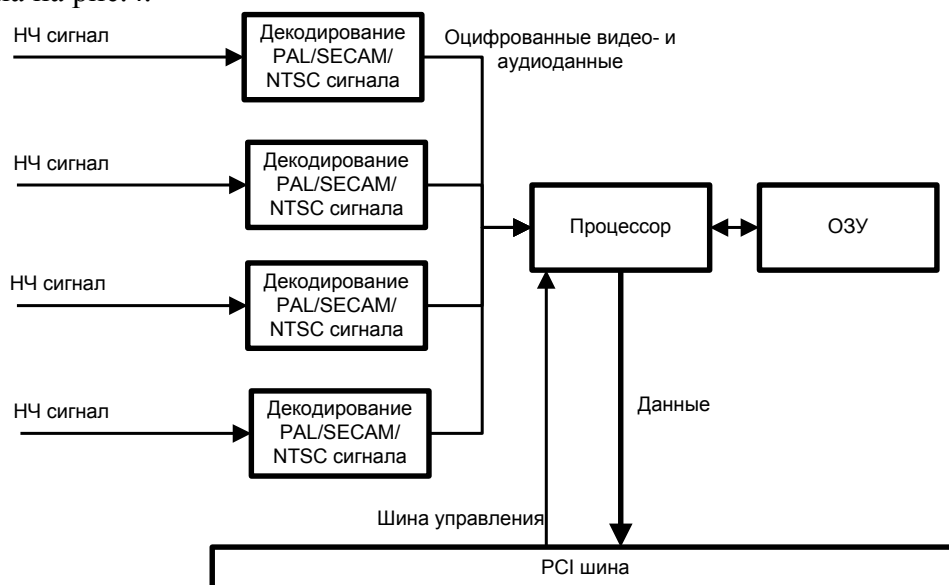 НЧ сигнал
Декодирование
PAL/SECAM/
NTSC сигнала
Оцифрованные видео- и
аудиоданные
НЧ сигнал
Декодирование
PAL/SECAM/
NTSC сигнала
Процессор
ОЗУ
НЧ сигнал
Декодирование
PAL/SECAM/
NTSC сигнала
НЧ сигнал
Декодирование
PAL/SECAM/
NTSC сигнала
Данные
Шина управления
PCI шина